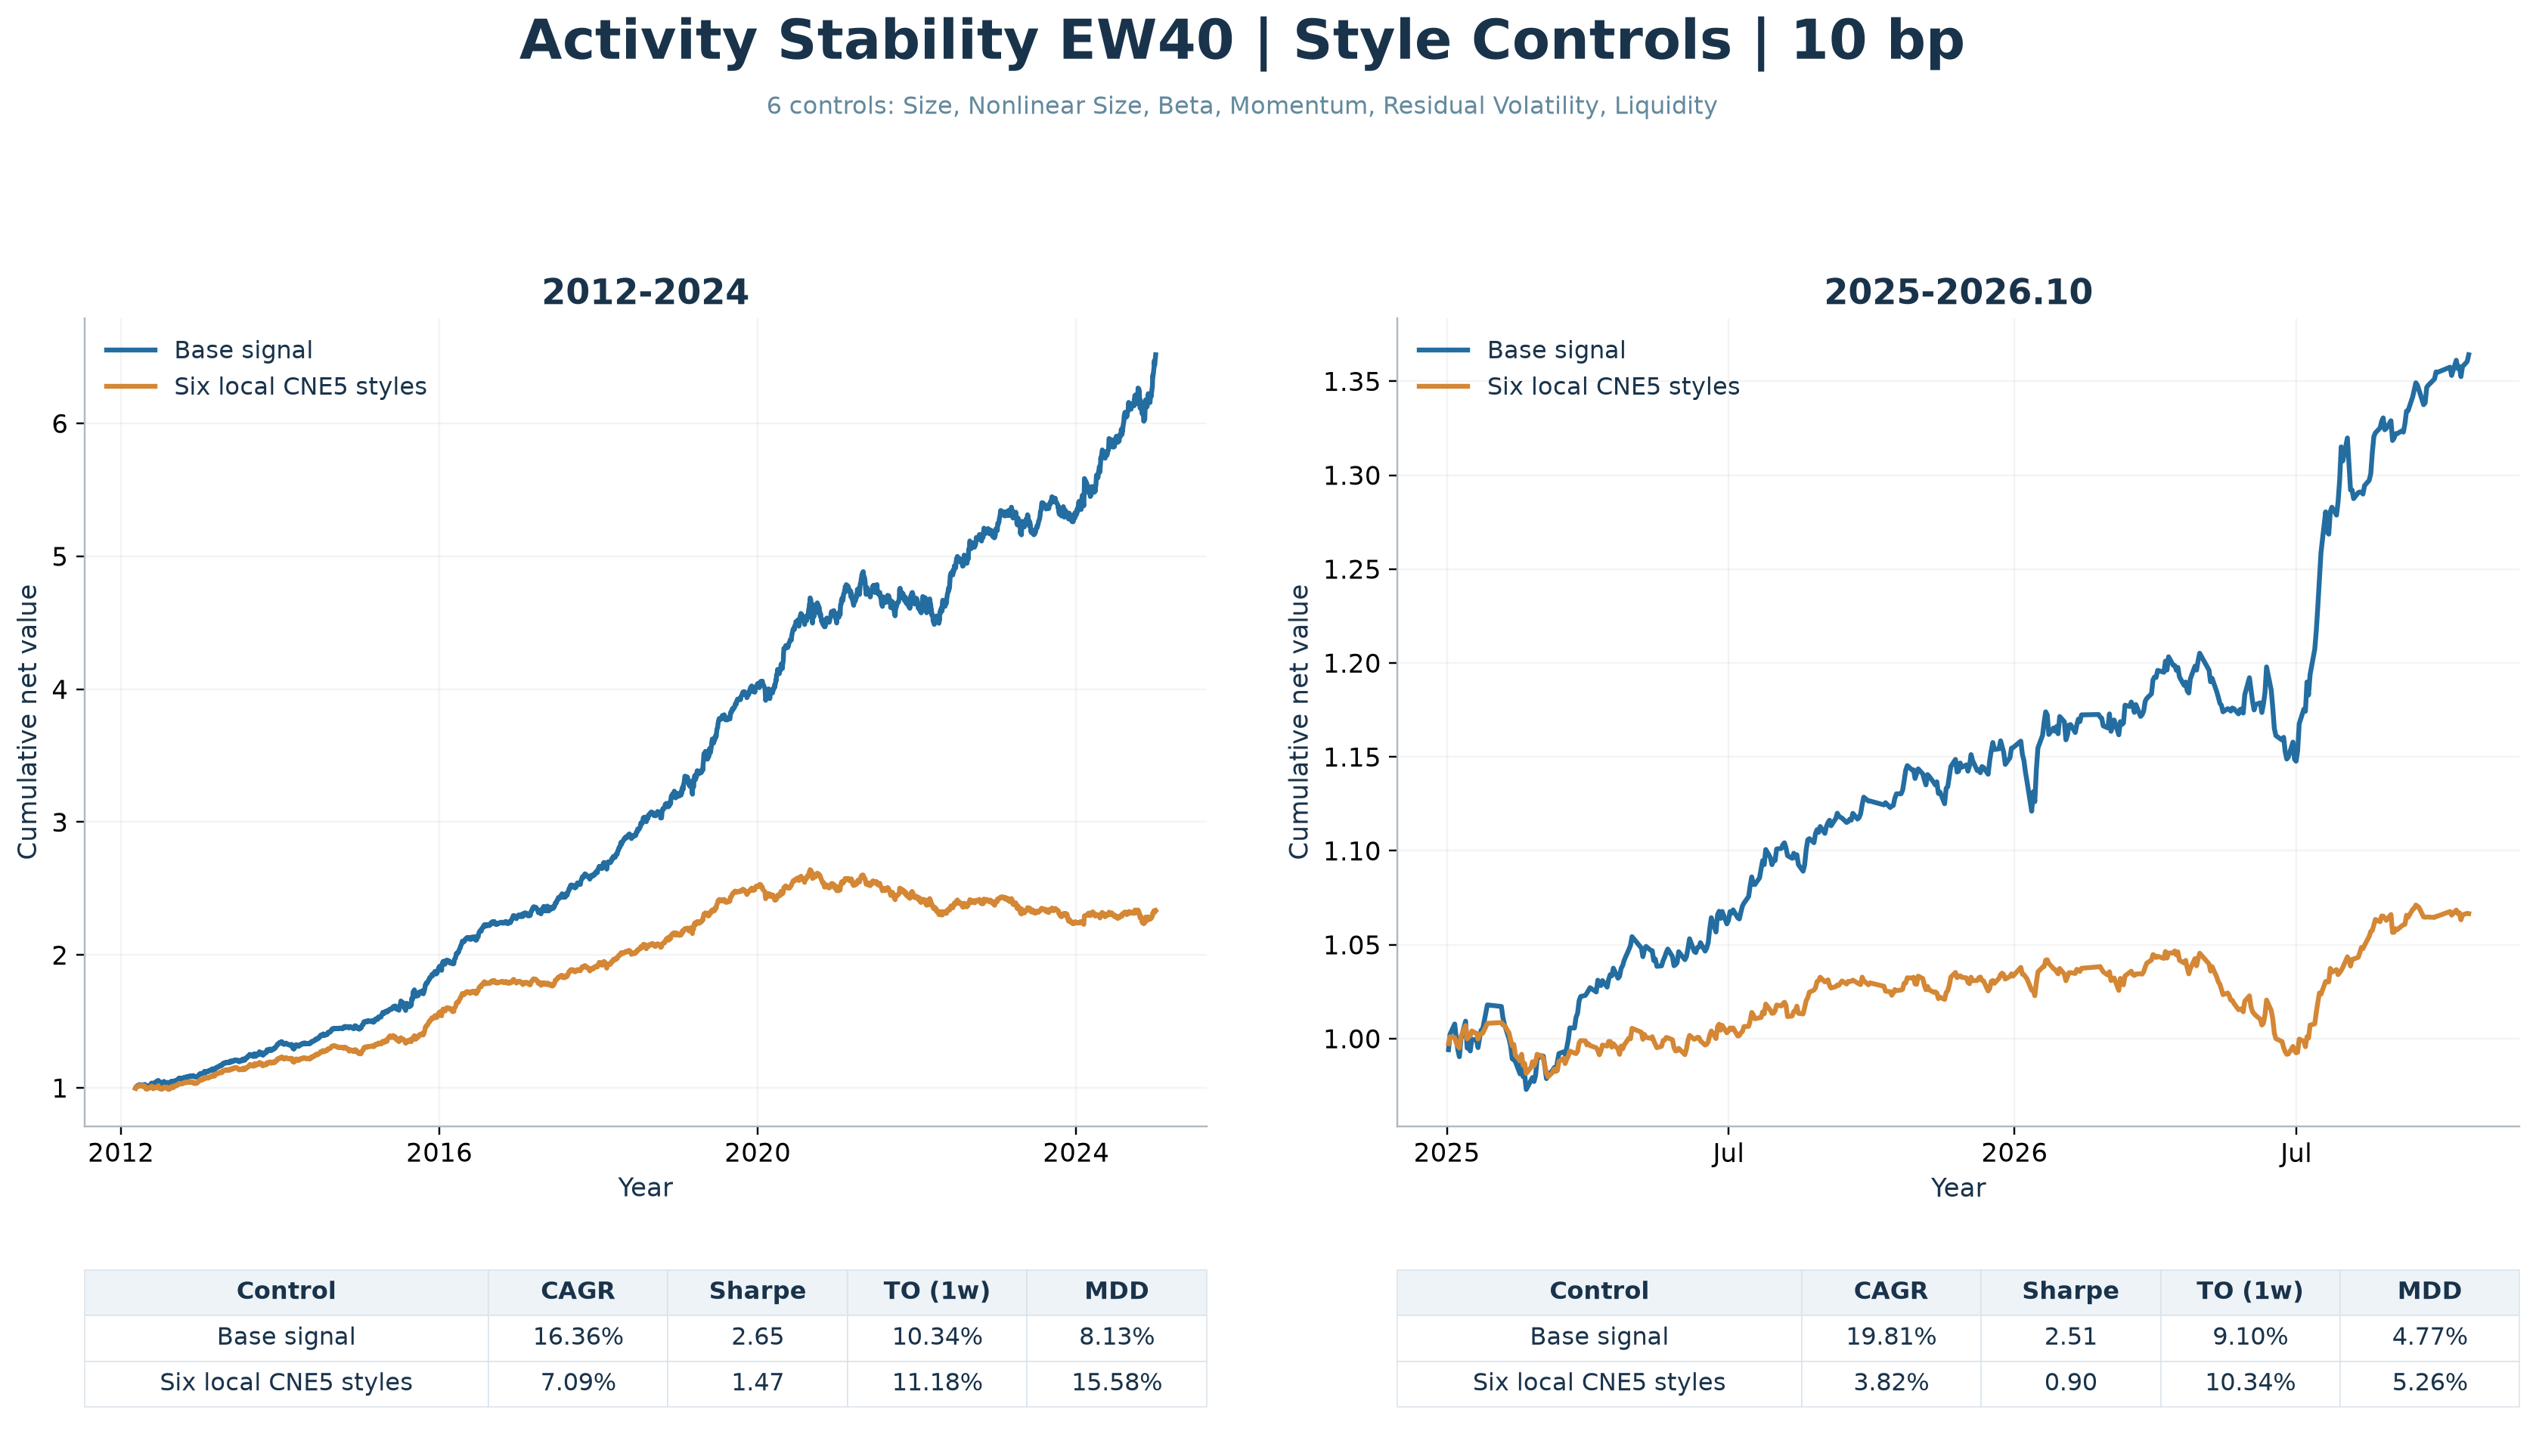 Activity Stability EW40 | Style Controls | 10 bp
6 controls: Size, Nonlinear Size, Beta, Momentum, Residual Volatility, Liquidity
2012-2024
Base signal
Six local CNE5 styles
Cumulative net value
6
5
4
3
2
1
2012 2016 2020 2024
Year
Control CAGR Sharpe TO (1w) MDD
Base signal 16.36% 2.65 10.34% 8.13%
Six local CNE5 styles 7.09% 1.47 11.18% 15.58%
2025-2026.10
Base signal
Six local CNE5 styles
Cumulative net value
1.35
1.30
1.25
1.20
1.15
1.10
1.05
1.00
2025 Jul 2026 Jul
Year
Control CAGR Sharpe TO (1w) MDD
Base signal 19.81% 2.51 9.10% 4.77%
Six local CNE5 styles 3.82% 0.90 10.34% 5.26%